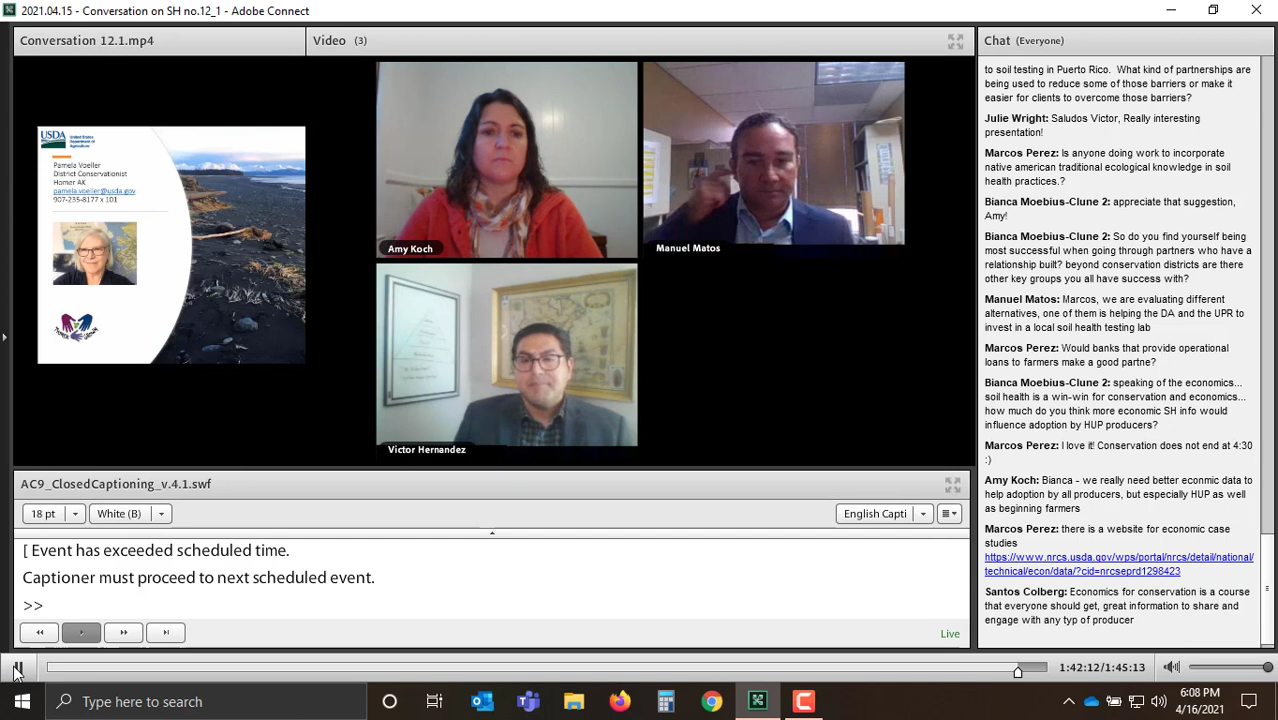 2021.04.15 - Conversation on SH no.12_1 - Adobe Connect
Conversation 12.1.mp4
Video (3)
Chat (Everyone)
USDA
United States
Department of
Agriculture
Pamela Voeller
District Conservationist
Homer AK
pamela.voeller@usda.gov
907-235-8177 x 101
Amy Koch
Manuel Matos
Victor Hernandez
to soil testing in Puerto Rico. What kind of partnerships are
being used to reduce some of those barriers or make it
easier for clients to overcome those barriers?
Julie Wright: Saludos Victor, Really interesting
presentation!
Marcos Perez: Is anyone doing work to incorporate
native american traditional ecological knowledge in soil
health practices.?
Bianca Moebius-Clune 2: appreciate that suggestion,
Amy!
Bianca Moebius-Clune 2: So do you find yourself being
most successful when going through partners who have a
relationship built? beyond conservation districts are there
other key groups you all have success with?
Manuel Matos: Marcos, we are evaluating different
alternatives, one of them is helping the DA and the UPR to
invest in a local soil health testing lab
Marcos Perez: Would banks that provide operational
loans to farmers make a good partne?
Bianca Moebius-Clune 2: speaking of the economics...
soil health is a win-win for conservation and economics...
how much do you think more economic SH info would
influence adoption by HUP producers?
Marcos Perez: I love it! Conservation does not end at 4:30
:)
Amy Koch: Bianca - we really need better econmic data to
help adoption by all producers, but especially HUP as well
as beginning farmers
Marcos Perez: there is a website for economic case
studies
https://www.nrcs.usda.gov/wps/portal/nrcs/detail/national/
technical/econ/data/?cid=nrcseprd1298423
Santos Colberg: Economics for conservation is a course
that everyone should get, great information to share and
engage with any typ of producer
AC9_ClosedCaptioning_v.4.1.swf
18 pt
White (B)
English Capti
[ Event has exceeded scheduled time.
Captioner must proceed to next scheduled event.
>>
Live
1:42:12/1:45:13
Type here to search
6:08 PM
4/16/2021